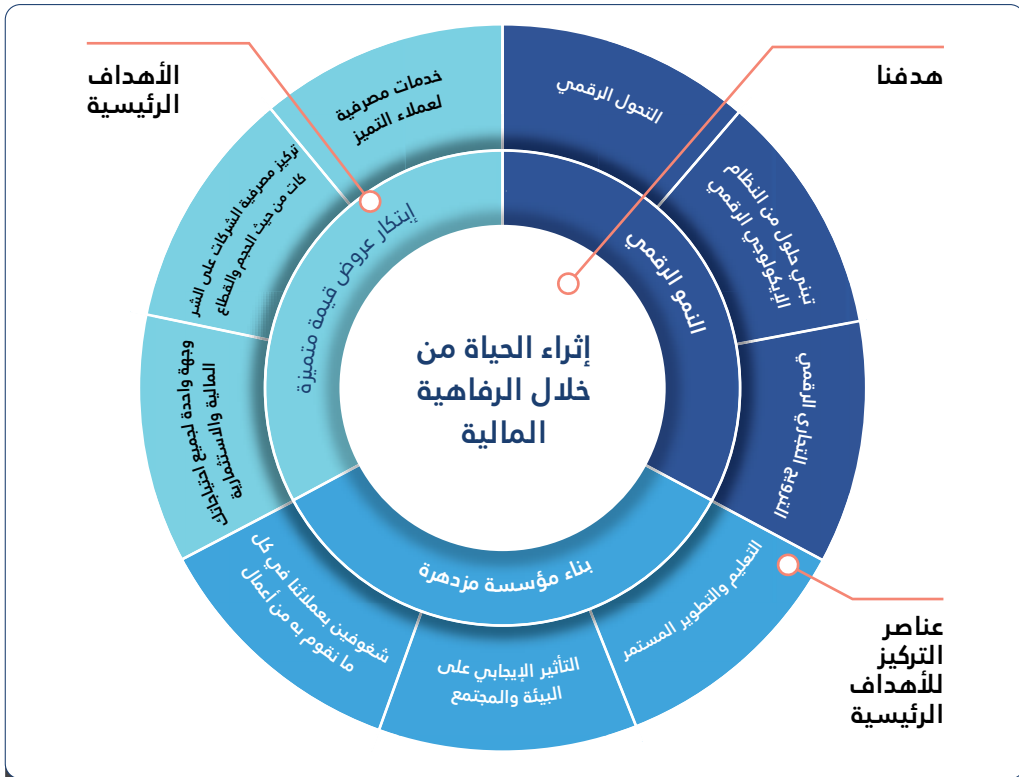 هدفنا
إثراء الحياة من
خلال الرفاهية
المالية
الأهداف
الرئيسية
النمو الرقمي
بناء مؤسسة مزدهرة
إبتكار عروض قيمة متميزة
عناصر
التركيز
للأهداف
الرئيسية
التحول الرقمي
تبني حلول من النظام
الإيكولوجي الرقمي
الترويج التجاري الرقمي
التعليم والتطوير المستمر
التأثير الإيجابي على
البيئة والمجتمع
شغوفين بعملائنا في كل
ما نقوم به من أعمال
وجهة واحدة لجميع احتياجاتك
المالية والاستثمارية
تركيز مصرفية الشركات على الشر
كات من حيث الحجم والقطاع
خدمات مصرفية
لعملاء التميز